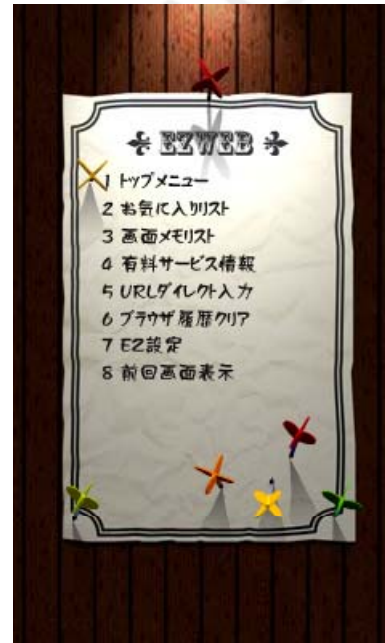 EZWEB
1 トップメニュー
2 お気に入りリスト
3 画面メモリスト
4 有料サービス情報
5 URLダイレクト入力
6 ブラウザ履歴クリア
7 EZ設定
8 前回画面表示